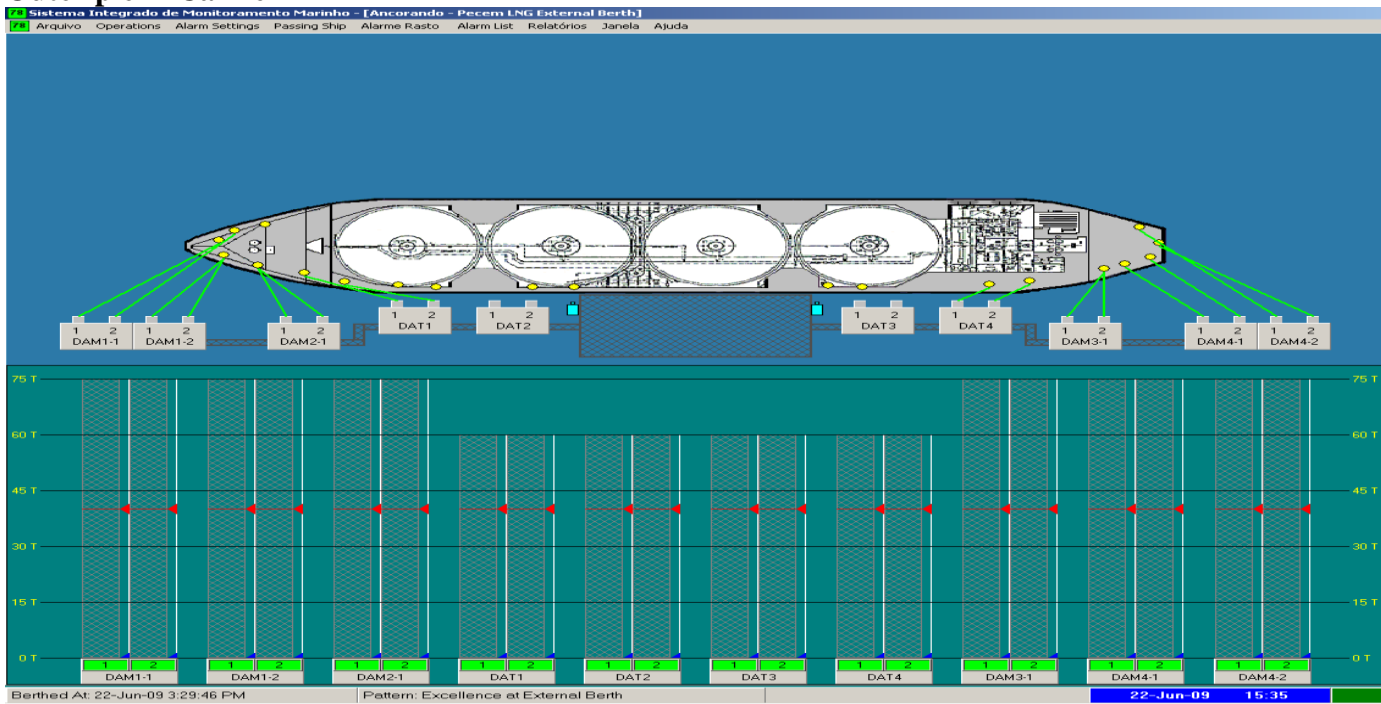 78 Sistema Integrado de Monitoramento Marinho - [Ancorando - Pecem LNG External Berth]
78 Arquivo Operations Alarm Settings Passing Ship Alarme Rasto Alarm List Relatórios Janela Ajuda
1 2 1 2 1 2 1 2 1 2 1 2 1 2 1 2 1 2 1 2
DAM1-1 DAM1-2 DAM2-1 DAT1 DAT2 DAT3 DAT4 DAM3-1 DAM4-1 DAM4-2
75 T 75 T
60 T 60 T
45 T 45 T
30 T 30 T
15 T 15 T
0 T 0 T
1 2 1 2 1 2 1 2 1 2 1 2 1 2 1 2 1 2 1 2
DAM1-1 DAM1-2 DAM2-1 DAT1 DAT2 DAT3 DAT4 DAM3-1 DAM4-1 DAM4-2
Berthed At: 22-Jun-09 3:29:46 PM Pattern: Excellence at External Berth 22-Jun-09 15:35